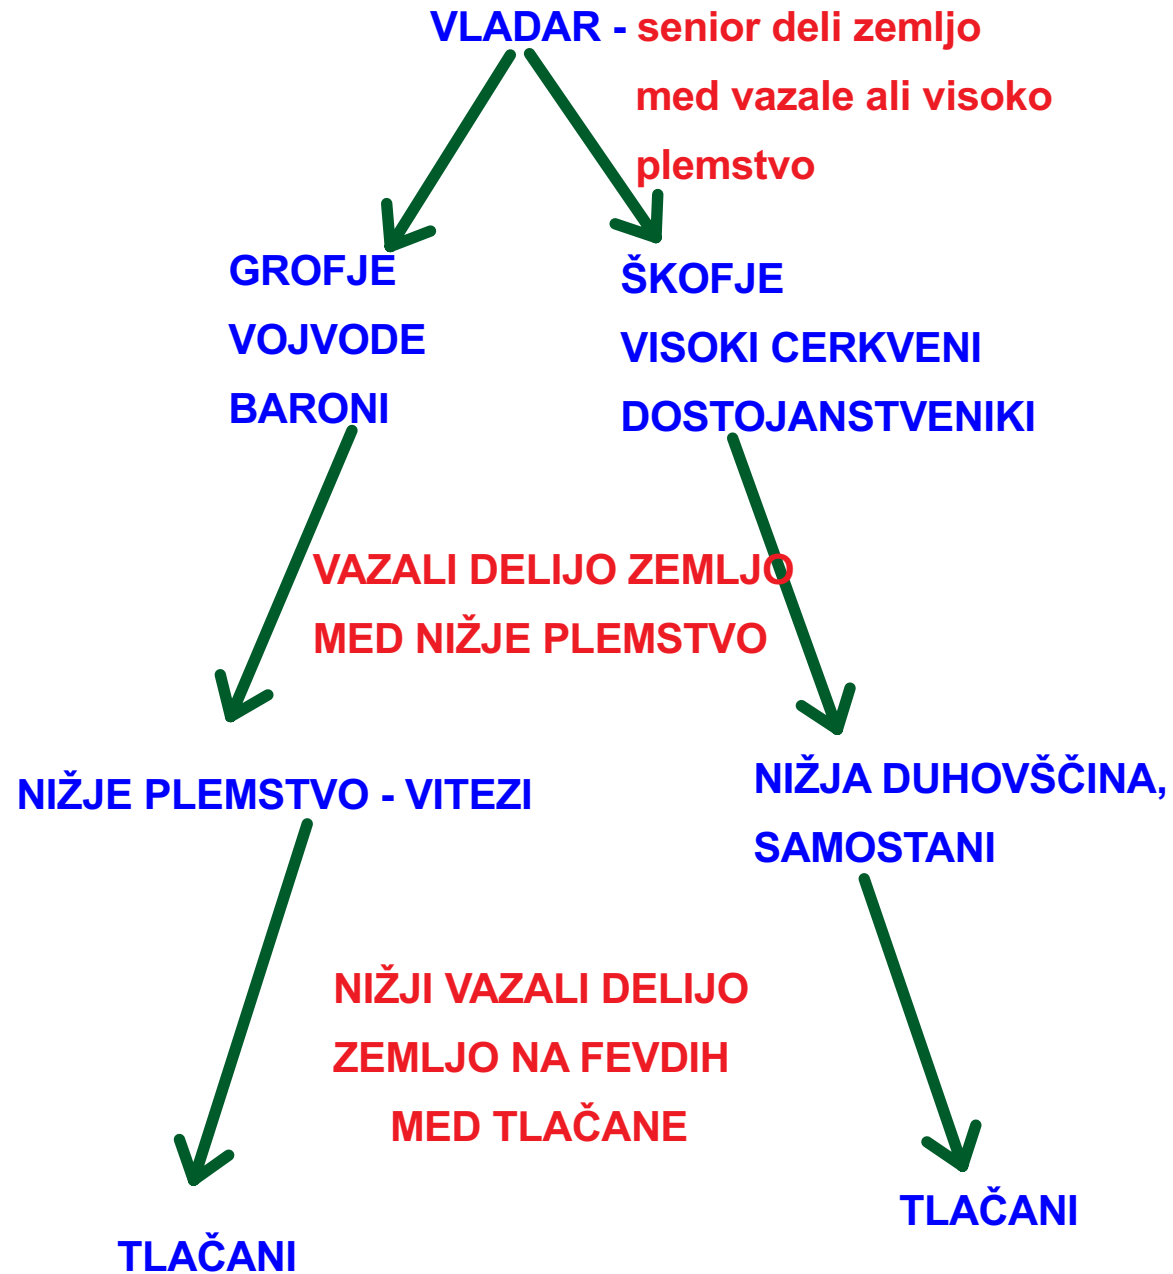 VLADAR - senior deli zemljo
med vazale ali visoko
plemstvo
GROFJE
VOJVODE
BARONI
ŠKOFJE
VISOKI CERKVENI
DOSTOJANSTVENIKI
VAZALI DELIJO ZEMLJO
MED NIŽJE PLEMSTVO
NIŽJE PLEMSTVO - VITEZI
NIŽJA DUHOVŠČINA,
SAMOSTANI
NIŽJI VAZALI DELIJO
ZEMLJO NA FEVDIH
MED TLAČANE
TLAČANI
TLAČANI